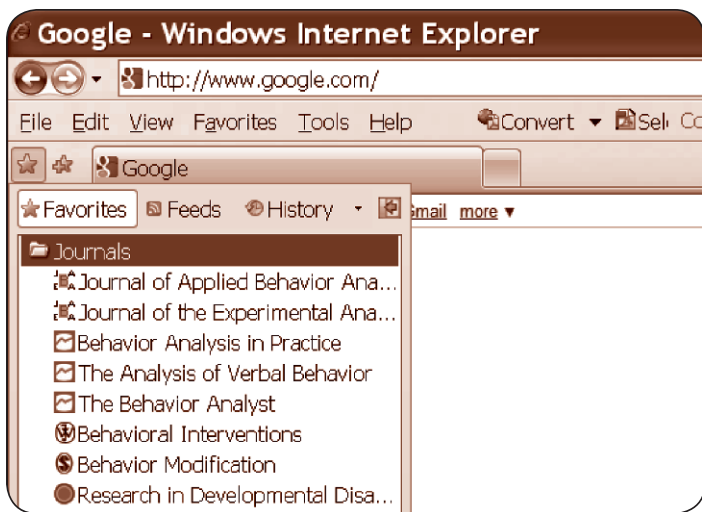 Google - Windows Internet Explorer
http://www.google.com/
File Edit View Favorites Tools Help Convert Sel
Google
Favorites Feeds History Gmail more ▼
Journals
Journal of Applied Behavior Ana...
Journal of the Experimental Ana...
Behavior Analysis in Practice
The Analysis of Verbal Behavior
The Behavior Analyst
Behavioral Interventions
Behavior Modification
Research in Developmental Disa...